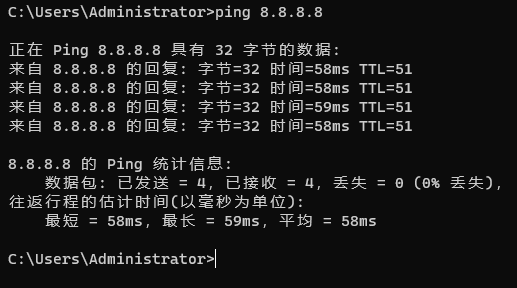 C:\Users\Administrator>ping 8.8.8.8
正在 Ping 8.8.8.8 具有 32 字节的数据:
来自 8.8.8.8 的回复: 字节=32 时间=58ms TTL=51
来自 8.8.8.8 的回复: 字节=32 时间=58ms TTL=51
来自 8.8.8.8 的回复: 字节=32 时间=59ms TTL=51
来自 8.8.8.8 的回复: 字节=32 时间=58ms TTL=51
8.8.8.8 的 Ping 统计信息:
数据包: 已发送 = 4, 已接收 = 4, 丢失 = 0 (0% 丢失),
往返行程的估计时间(以毫秒为单位):
最短 = 58ms, 最长 = 59ms, 平均 = 58ms
C:\Users\Administrator>